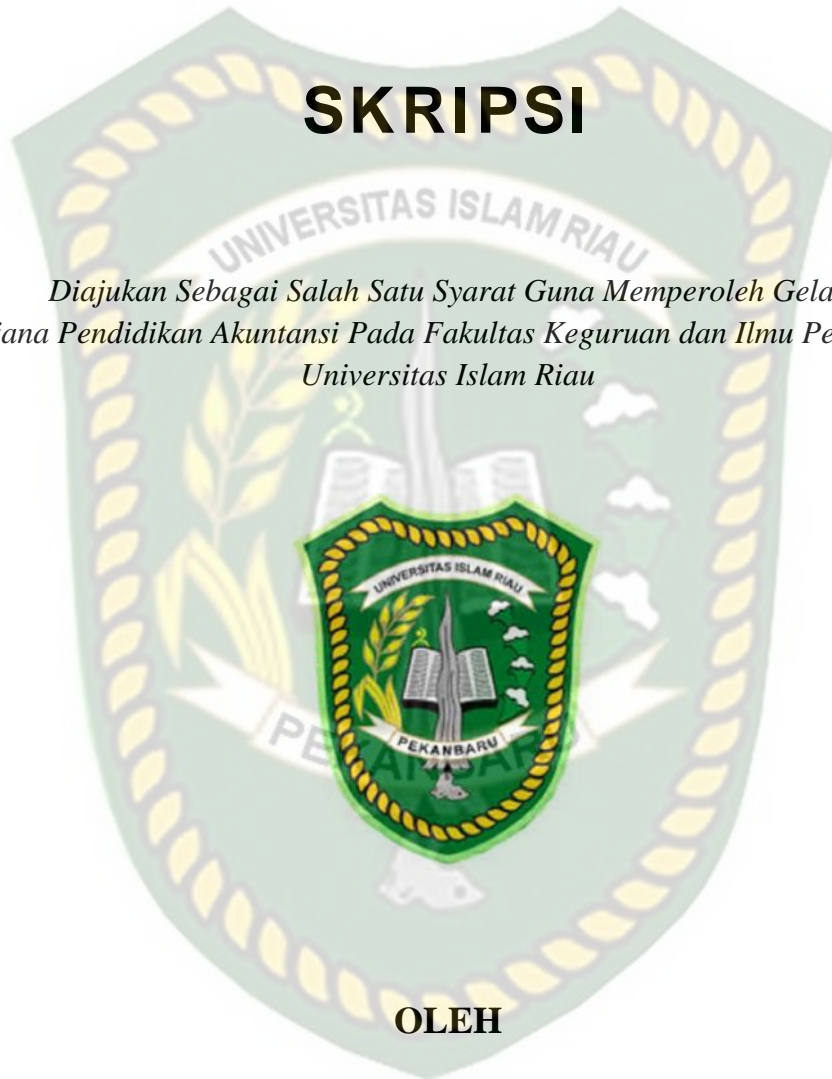 SKRIPSI
UNIVERSITAS ISLAM RIAU
Diajukan Sebagai Salah Satu Syarat Guna Memperoleh Gela
ana Pendidikan Akuntansi Pada Fakultas Keguruan dan Ilmu Pe
Universitas Islam Riau
UNIVERSITAS ISLAM RIAU
PEKANBARU
PEKANBARU
OLEH